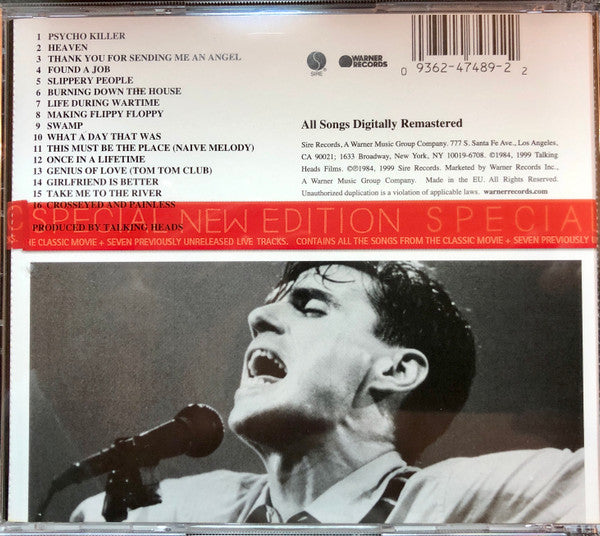 1 PSYCHO KILLER
2 HEAVEN
3 THANK YOU FOR SENDING ME AN ANGEL
4 FOUND A JOB
5 SLIPPERY PEOPLE
6 BURNING DOWN THE HOUSE
7 LIFE DURING WARTIME
8 MAKING FLIPPY FLOPPY
9 SWAMP
10 WHAT A DAY THAT WAS
11 THIS MUST BE THE PLACE (NAIVE MELODY)
12 ONCE IN A LIFETIME
13 GENIUS OF LOVE (TOM TOM CLUB)
14 GIRLFRIEND IS BETTER
15 TAKE ME TO THE RIVER
16 CROSSEYED AND PAINLESS
PRODUCED BY TALKING HEADS
SIRE
WARNER RECORDS
0 9362-47489-2 2
All Songs Digitally Remastered
Sire Records, A Warner Music Group Company. 777 S. Santa Fe Ave., Los Angeles,
CA 90021; 1633 Broadway, New York, NY 10019-6708. ©1984, 1999 Talking
Heads Films. ℗©1984, 1999 Sire Records. Marketed by Warner Records Inc.,
A Warner Music Group Company. Made in the EU. All Rights Reserved.
Unauthorized duplication is a violation of applicable laws. warnerrecords.com
SPECIAL NEW EDITION SPECIA
HE CLASSIC MOVIE + SEVEN PREVIOUSLY UNRELEASED LIVE TRACKS. CONTAINS ALL THE SONGS FROM THE CLASSIC MOVIE + SEVEN PREVIOUSLY